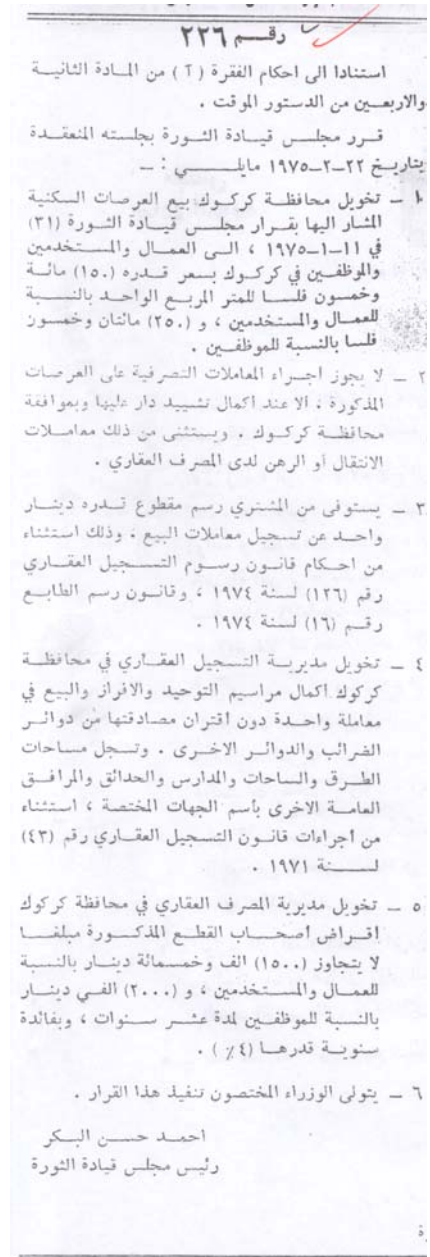 رقم ٢٢٦
استنادا الى احكام الفقرة ( آ ) من المادة الثانية
والاربعين من الدستور الموقت .
قرر مجلس قيادة الثورة بجلسته المنعقدة
بتاريخ ٢٢-٢-١٩٧٥ مايلي : ـ
١ ـ تخويل محافظة كركوك بيع العرصات السكنية
المشار اليها بقرار مجلس قيادة الثورة (٣١)
في ١١-١-١٩٧٥ ، الى العمال والمستخدمين
والموظفين في كركوك بسعر قدره (١٥٠) مائة
وخمسون فلسا للمتر المربع الواحد بالنسبة
للعمال والمستخدمين ، و (٢٥٠) مائتان وخمسون
فلسا بالنسبة للموظفين .
٢ ـ لا يجوز اجراء المعاملات التصرفية على العرصات
المذكورة ، الا عند اكمال تشييد دار عليها وبموافقة
محافظة كركوك . ويستثنى من ذلك معاملات
الانتقال أو الرهن لدى المصرف العقاري .
٣ ـ يستوفى من المشتري رسم مقطوع قدره دينار
واحد عن تسجيل معاملات البيع ، وذلك استثناء
من احكام قانون رسوم التسجيل العقاري
رقم (١٢٦) لسنة ١٩٧٤ ، وقانون رسم الطابع
رقم (١٦) لسنة ١٩٧٤ .
٤ ـ تخويل مديرية التسجيل العقاري في محافظة
كركوك اكمال مراسيم التوحيد والافراز والبيع في
معاملة واحدة دون أقتران مصادقتها من دوائر
الضرائب والدوائر الاخرى . وتسجل مساحات
الطرق والساحات والمدارس والحدائق والمرافق
العامة الاخرى بأسم الجهات المختصة ، استثناء
من أجراءات قانون التسجيل العقاري رقم (٤٣)
لسنة ١٩٧١ .
٥ ـ تخويل مديرية المصرف العقاري في محافظة كركوك
أقراض أصحاب القطع المذكورة مبلغا
لا يتجاوز (١٥٠٠) الف وخمسمائة دينار بالنسبة
للعمال والمستخدمين ، و (٢٠٠٠) الفي دينار
بالنسبة للموظفين لمدة عشر سنوات ، وبفائدة
سنوية قدرها (٤٪) .
٦ ـ يتولى الوزراء المختصون تنفيذ هذا القرار .
احمد حسن البكر
رئيس مجلس قيادة الثورة